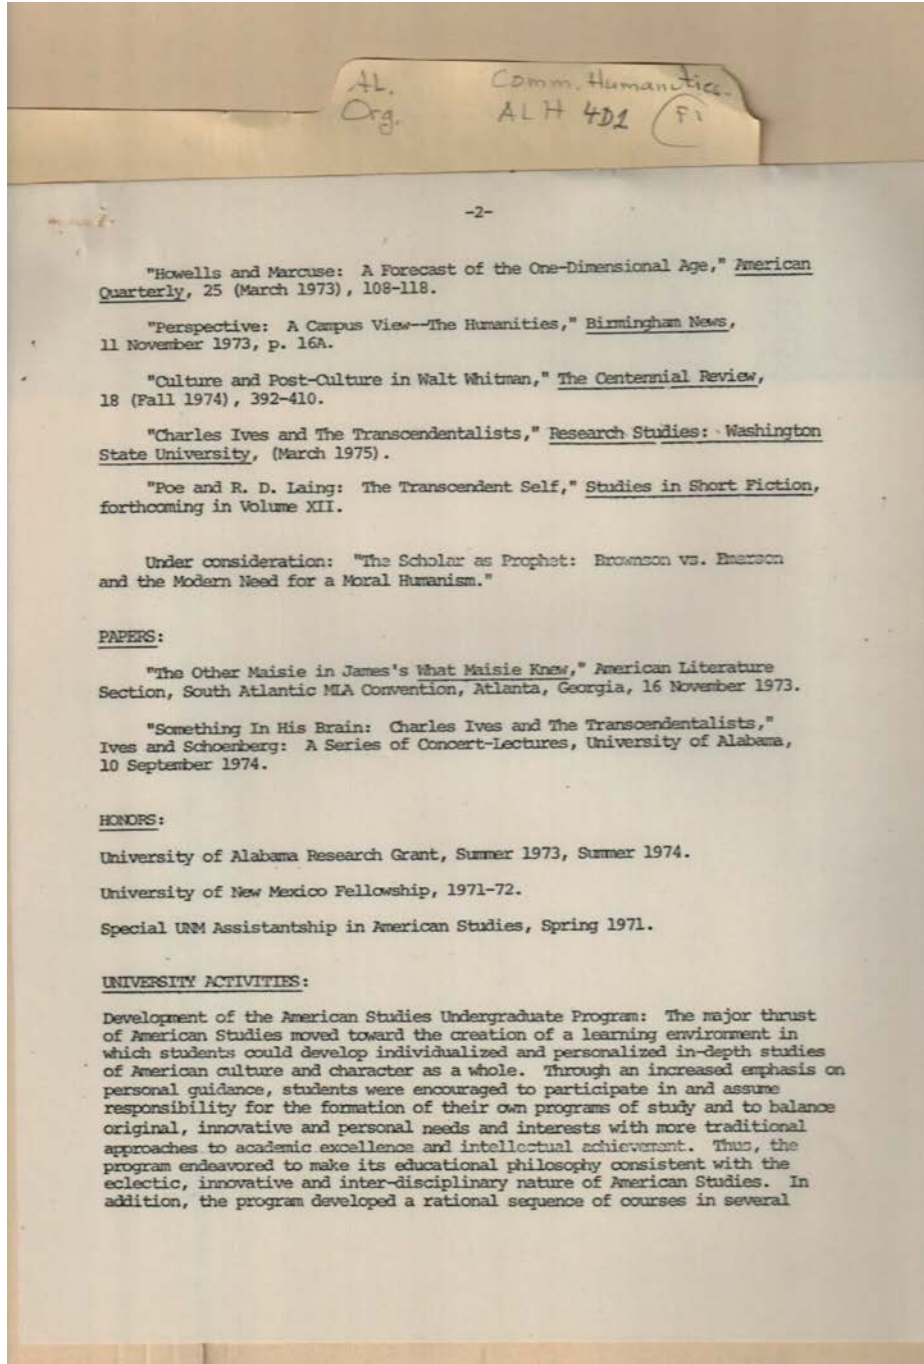 AL. Comm. Humanities.
Org. ALH 4D1
-2-
"Howells and Marcuse: A Forecast of the One-Dimensional Age," American
Quarterly, 25 (March 1973), 108-118.
"Perspective: A Campus View--The Humanities," Birmingham News,
11 November 1973, p. 16A.
"Culture and Post-Culture in Walt Whitman," The Centennial Review,
18 (Fall 1974), 392-410.
"Charles Ives and The Transcendentalists," Research Studies: Washington
State University, (March 1975).
"Poe and R. D. Laing: The Transcendent Self," Studies in Short Fiction,
forthcoming in Volume XII.
Under consideration: "The Scholar as Prophet: Brownson vs. Emerson
and the Modern Need for a Moral Humanism."
PAPERS:
"The Other Maisie in James's What Maisie Knew," American Literature
Section, South Atlantic MLA Convention, Atlanta, Georgia, 16 November 1973.
"Something In His Brain: Charles Ives and The Transcendentalists,"
Ives and Schoenberg: A Series of Concert-Lectures, University of Alabama,
10 September 1974.
HONORS:
University of Alabama Research Grant, Summer 1973, Summer 1974.
University of New Mexico Fellowship, 1971-72.
Special UNM Assistantship in American Studies, Spring 1971.
UNIVERSITY ACTIVITIES:
Development of the American Studies Undergraduate Program: The major thrust
of American Studies moved toward the creation of a learning environment in
which students could develop individualized and personalized in-depth studies
of American culture and character as a whole. Through an increased emphasis on
personal guidance, students were encouraged to participate in and assume
responsibility for the formation of their own programs of study and to balance
original, innovative and personal needs and interests with more traditional
approaches to academic excellence and intellectual achievement. Thus, the
program endeavored to make its educational philosophy consistent with the
eclectic, innovative and inter-disciplinary nature of American Studies. In
addition, the program developed a rational sequence of courses in several